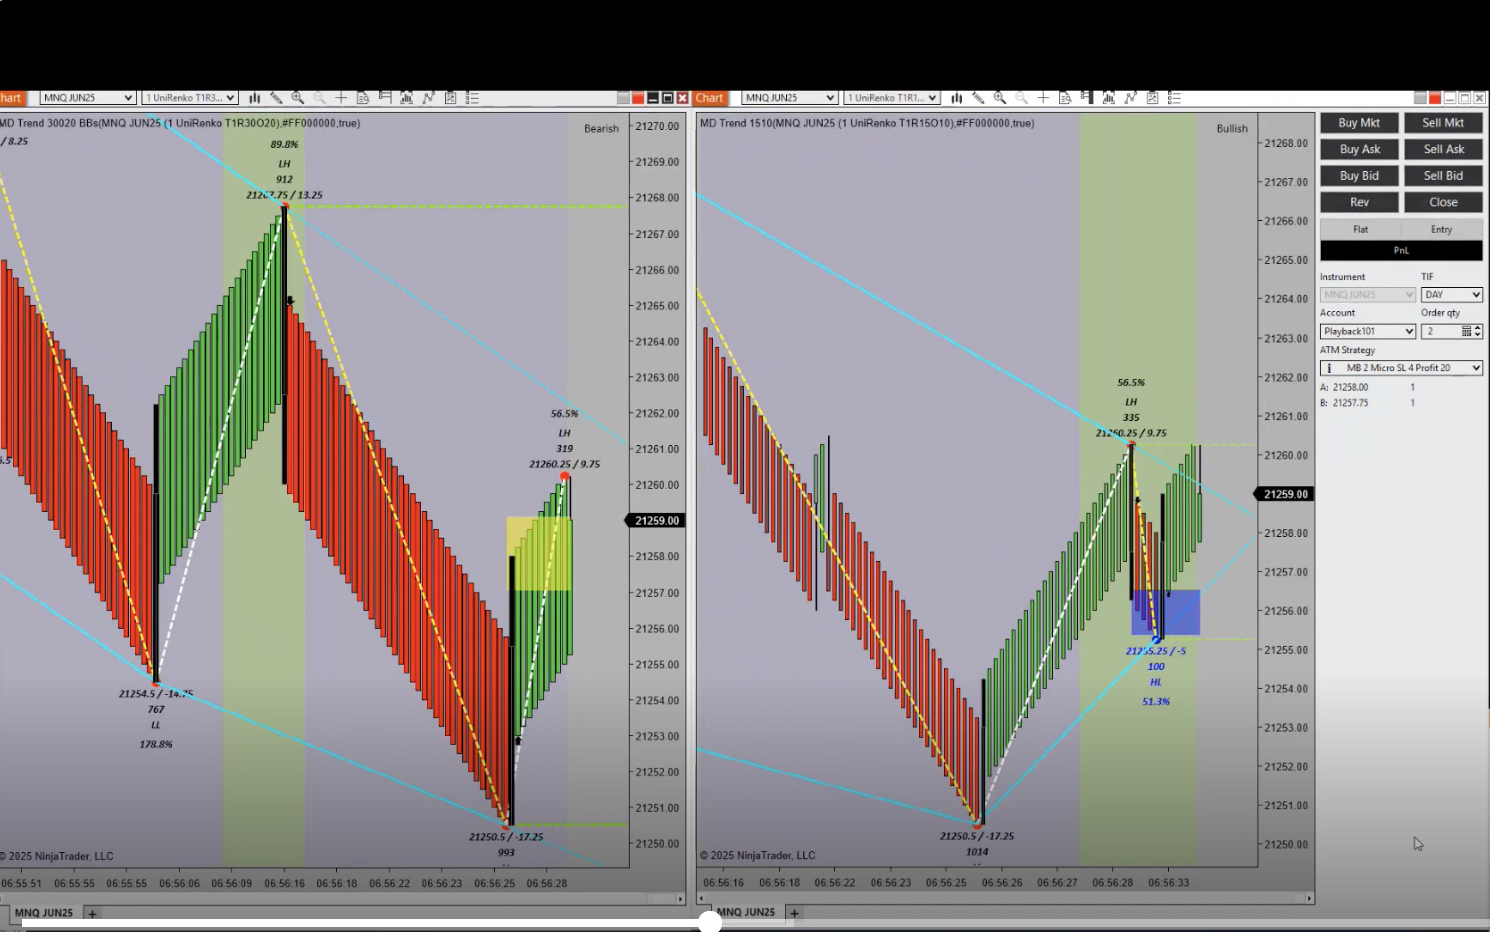 hart
MNQ JUN25
1 UniRenko T1R3...
Chart
MNQ JUN25
1 UniRenko T1R1...
MD Trend 30020 BBs(MNQ JUN25 (1 UniRenko T1R30O20),#FF000000,true)
Bearish
/ 8.25
89.8%
LH
912
21267.75 / 13.25
56.5%
LH
319
21260.25 / 9.75
21254.5 / -14.75
767
LL
178.8%
21250.5 / -17.25
993
21270.00
21269.00
21268.00
21267.00
21266.00
21265.00
21264.00
21263.00
21262.00
21261.00
21260.00
21259.00
21258.00
21257.00
21256.00
21255.00
21254.00
21253.00
21252.00
21251.00
21250.00
© 2025 NinjaTrader, LLC
06:55:51 06:55:55 06:55:55 06:56:06 06:56:09 06:56:16 06:56:18 06:56:22 06:56:23 06:56:25 06:56:28
MNQ JUN25 +
MD Trend 1510(MNQ JUN25 (1 UniRenko T1R15O10),#FF000000,true)
Bullish
56.5%
LH
335
21260.25 / 9.75
21255.25 / -5
100
HL
51.3%
21250.5 / -17.25
1014
21268.00
21267.00
21266.00
21265.00
21264.00
21263.00
21262.00
21261.00
21260.00
21259.00
21258.00
21257.00
21256.00
21255.00
21254.00
21253.00
21252.00
21251.00
21250.00
© 2025 NinjaTrader, LLC
06:56:16 06:56:18 06:56:22 06:56:23 06:56:25 06:56:26 06:56:27 06:56:28 06:56:33
MNQ JUN25 +
Buy Mkt Sell Mkt
Buy Ask Sell Ask
Buy Bid Sell Bid
Rev Close
Flat Entry
PnL
Instrument TIF
MNQ JUN25 DAY
Account Order qty
Playback101 2
ATM Strategy
MB 2 Micro SL 4 Profit 20
A: 21258.00 1
B: 21257.75 1